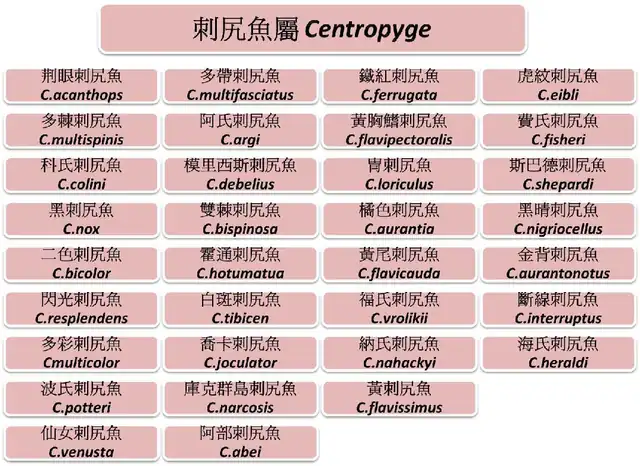 刺尻魚屬 Centropyge
荆眼刺尻魚
C.acanthops
多帶刺尻魚
C.multifasciatus
鐵紅刺尻魚
C.ferrugata
虎紋刺尻魚
C.eibli
多棘刺尻魚
C.multispinis
阿氏刺尻魚
C.argi
黃胸鰭刺尻魚
C.flavipectoralis
費氏刺尻魚
C.fisheri
科氏刺尻魚
C.colini
模里西斯刺尻魚
C.debelius
胄刺尻魚
C.loriculus
斯巴德刺尻魚
C.shepardi
黑刺尻魚
C.nox
雙棘刺尻魚
C.bispinosa
橘色刺尻魚
C.aurantia
黑晴刺尻魚
C.nigriocellus
二色刺尻魚
C.bicolor
霍通刺尻魚
C.hotumatua
黃尾刺尻魚
C.flavicauda
金背刺尻魚
C.aurantonotus
閃光刺尻魚
C.resplendens
白斑刺尻魚
C.tibicen
福氏刺尻魚
C.vrolikii
斷線刺尻魚
C.interruptus
多彩刺尻魚
Cmulticolor
喬卡刺尻魚
C.joculator
納氏刺尻魚
C.nahackyi
海氏刺尻魚
C.heraldi
波氏刺尻魚
C.potteri
庫克群島刺尻魚
C.narcosis
黃刺尻魚
C.flavissimus
仙女刺尻魚
C.venusta
阿部刺尻魚
C.abei